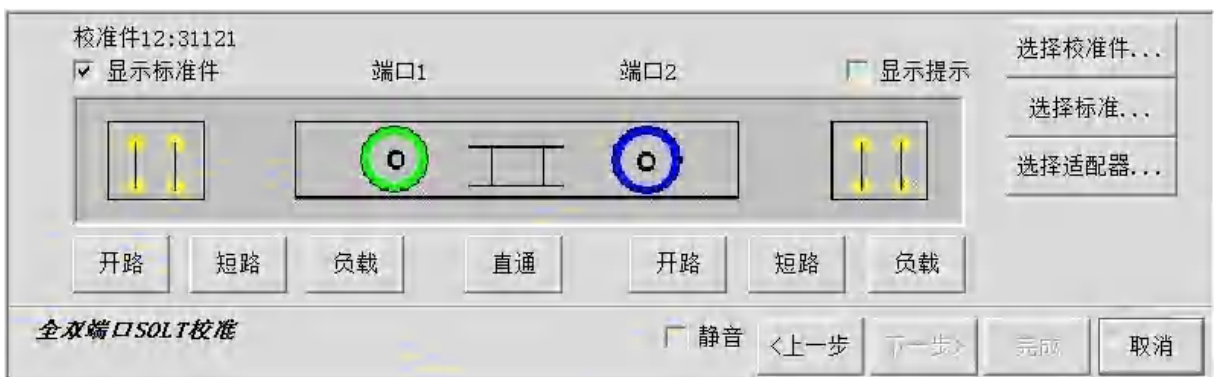 校准件12:31121
显示标准件 端口1 端口2 显示提示
选择校准件...
选择标准...
选择适配器...
开路 短路 负载 直通 开路 短路 负载
全双端口SOLT校准
静音 <上一步 下一步> 完成 取消